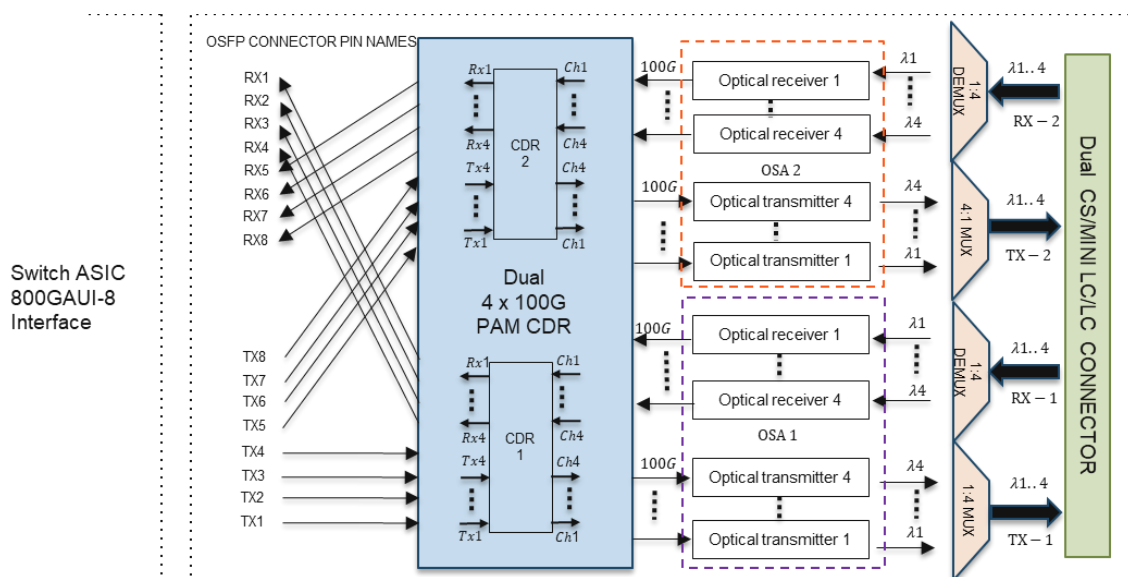 OSFP CONNECTOR PIN NAMES
Switch ASIC
800GAUI-8
Interface
RX1
RX2
RX3
RX4
RX5
RX6
RX7
RX8
TX8
TX7
TX6
TX5
TX4
TX3
TX2
TX1
Rx1
Ch1
Rx4
Ch4
CDR
2
Tx4
Ch4
Tx1
Ch1
Dual
4 x 100G
PAM CDR
Rx1
Ch1
Rx4
Ch4
CDR
1
Tx4
Ch4
Tx1
Ch1
100G
Optical receiver 1
λ1
Optical receiver 4
λ4
OSA 2
100G
Optical transmitter 4
λ4
Optical transmitter 1
λ1
100G
Optical receiver 1
λ1
Optical receiver 4
λ4
OSA 1
100G
Optical transmitter 4
λ4
Optical transmitter 1
λ1
1:4
DEMUX
λ1..4
RX − 2
4:1 MUX
λ1..4
TX − 2
1:4
DEMUX
λ1..4
RX − 1
1:4 MUX
λ1..4
TX − 1
Dual CS/MINI LC/LC CONNECTOR